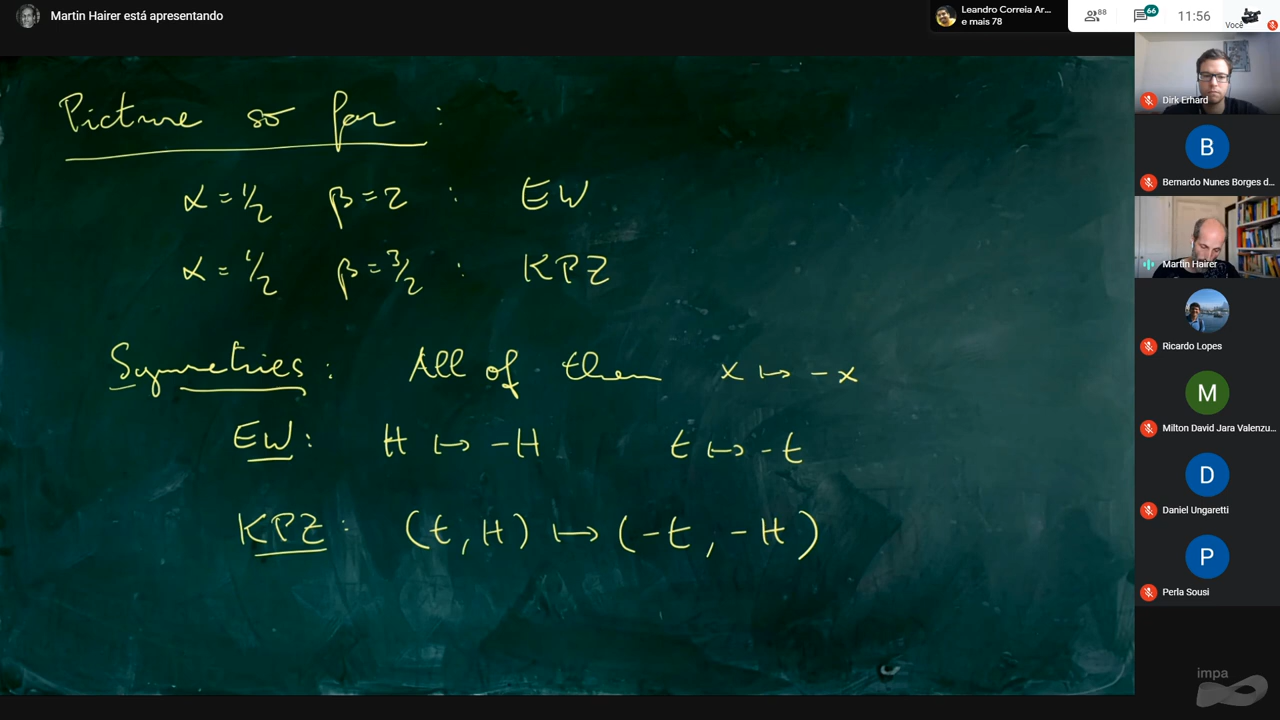 Martin Hairer está apresentando
Leandro Correia Ar...
e mais 78
88
66
11:56
Você
Picture so far :
α = 1/2 β = 2 : EW
α = 1/2 β = 3/2 : KPZ
Symmetries : All of them x ↦ - x
EW : H ↦ - H t ↦ - t
KPZ : (t, H) ↦ (- t, - H)
Dirk Erhard
B
Bernardo Nunes Borges d...
Martin Hairer
Ricardo Lopes
M
Milton David Jara Valenzu...
D
Daniel Ungaretti
P
Perla Sousi
impa